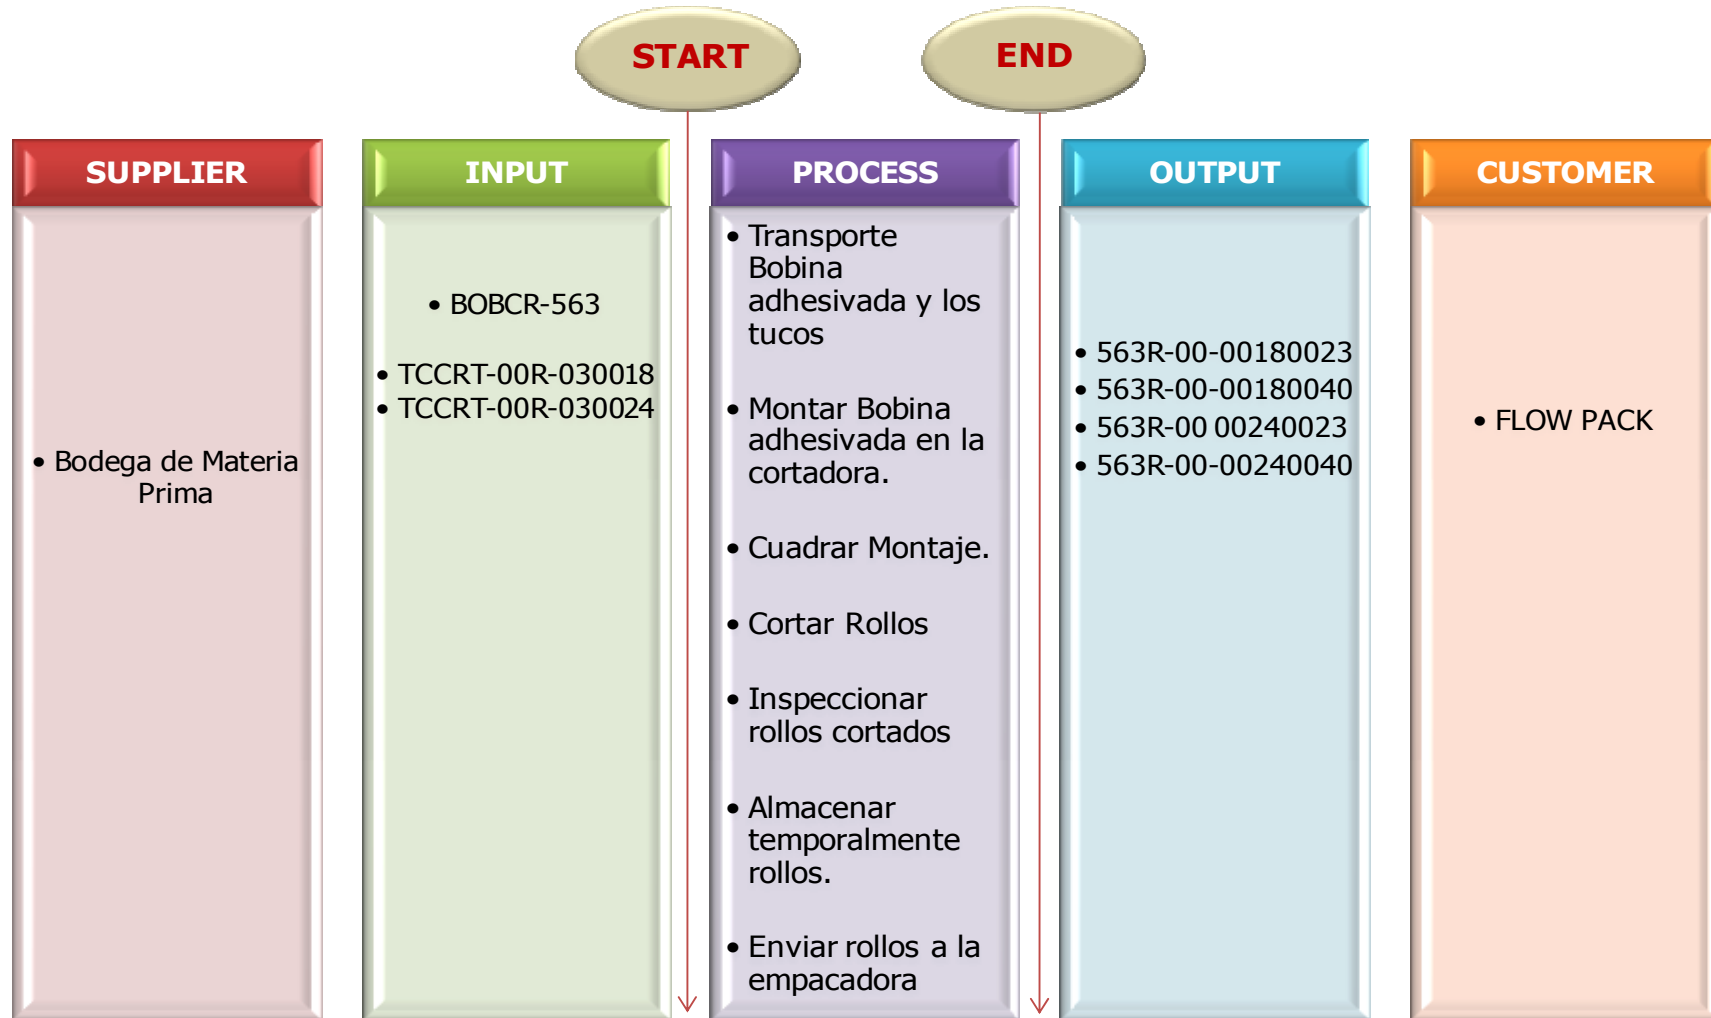 START
END
SUPPLIER
INPUT
PROCESS
OUTPUT
CUSTOMER
• Bodega de Materia
Prima
• BOBCR-563
• TCCRT-00R-030018
• TCCRT-00R-030024
• Transporte
Bobina
adhesivada y los
tucos
• Montar Bobina
adhesivada en la
cortadora.
• Cuadrar Montaje.
• Cortar Rollos
• Inspeccionar
rollos cortados
• Almacenar
temporalmente
rollos.
• Enviar rollos a la
empacadora
• 563R-00-00180023
• 563R-00-00180040
• 563R-00 00240023
• 563R-00-00240040
• FLOW PACK